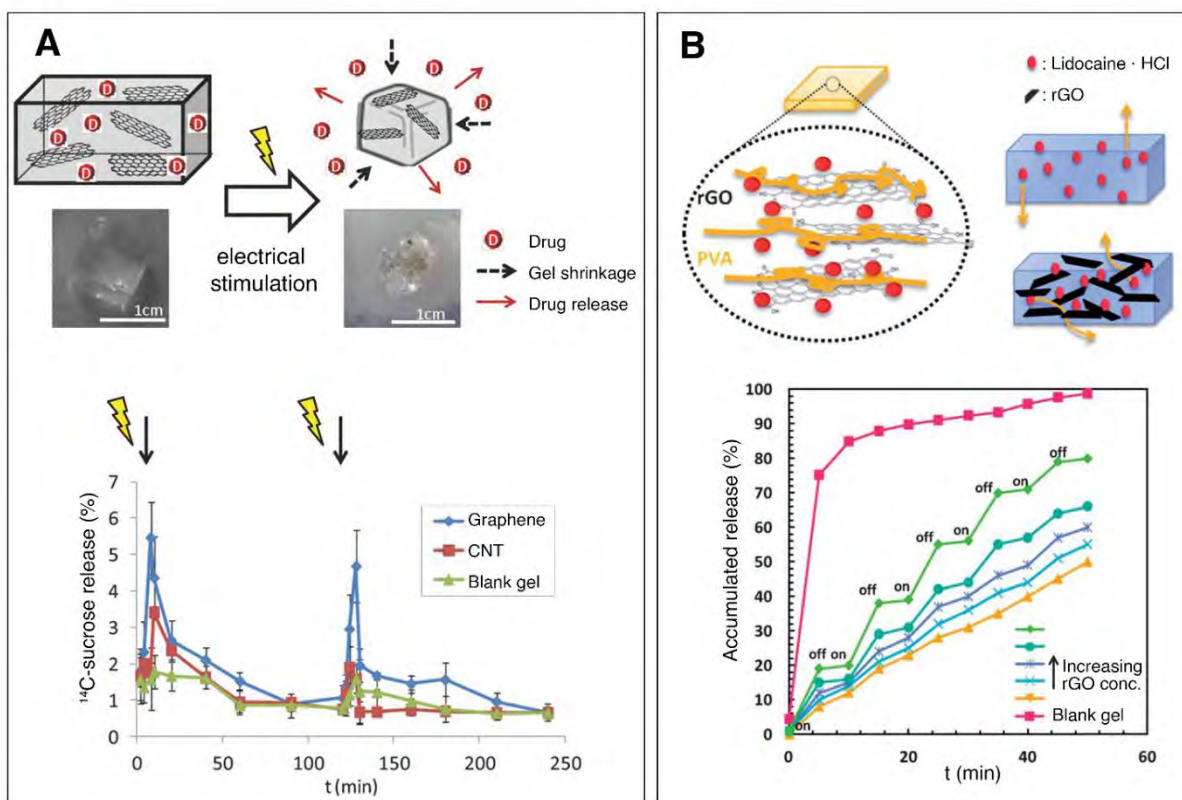 A
D
D
D
D
D
D
D
D
D
D
D
D
electrical
stimulation
1cm
1cm
D Drug
Gel shrinkage
Drug release
¹⁴C-sucrose release (%)
7
6
5
4
3
2
1
0
0 50 100 150 200 250
t (min)
Graphene
CNT
Blank gel
B
: Lidocaine · HCl
: rGO
rGO
PVA
Accumulated release (%)
100
90
80
70
60
50
40
30
20
10
0
0 20 40 60
t (min)
on
off
on
off
on
off
on
off
on
off
Increasing
rGO conc.
Blank gel